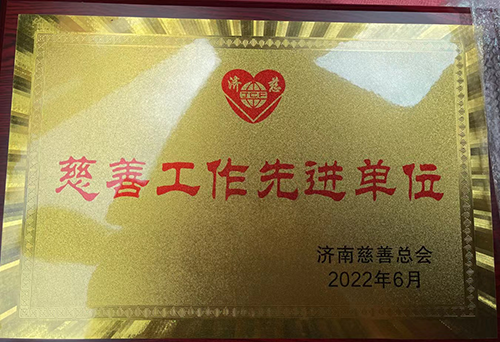 济 慈
JCF
慈善工作先进单位
济南慈善总会
2022年6月